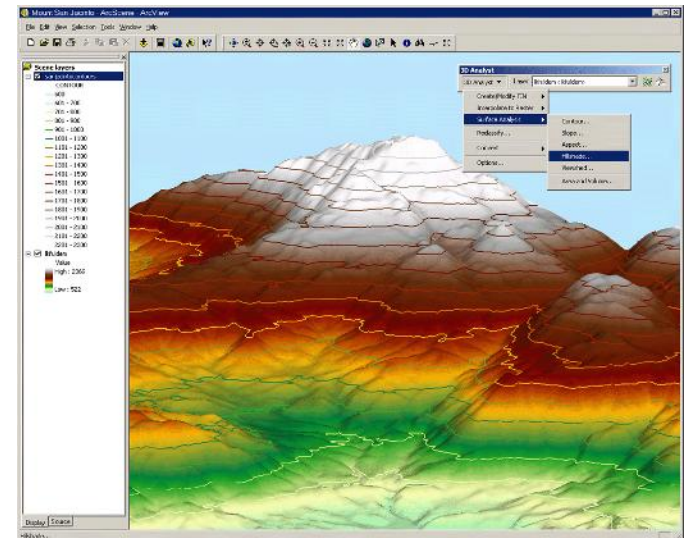 Mount San Jacinto - ArcScene - ArcView
File Edit View Selection Tools Window Help
Scene layers
CONTOUR
600
601 - 700
701 - 800
801 - 900
901 - 1000
1001 - 1100
1101 - 1200
1201 - 1300
1301 - 1400
1401 - 1500
1501 - 1600
1601 - 1700
1701 - 1800
1801 - 1900
1901 - 2000
2001 - 2100
2101 - 2200
2201 - 2300
Value
High : 2366
Low : 522
Display Source
Hillshade...
3D Analyst
3D Analyst Layer:
Create/Modify TIN
Interpolate to Raster
Surface Analysis
Reclassify...
Convert
Options...
Contour...
Slope...
Aspect...
Hillshade...
Viewshed...
Area and Volume...